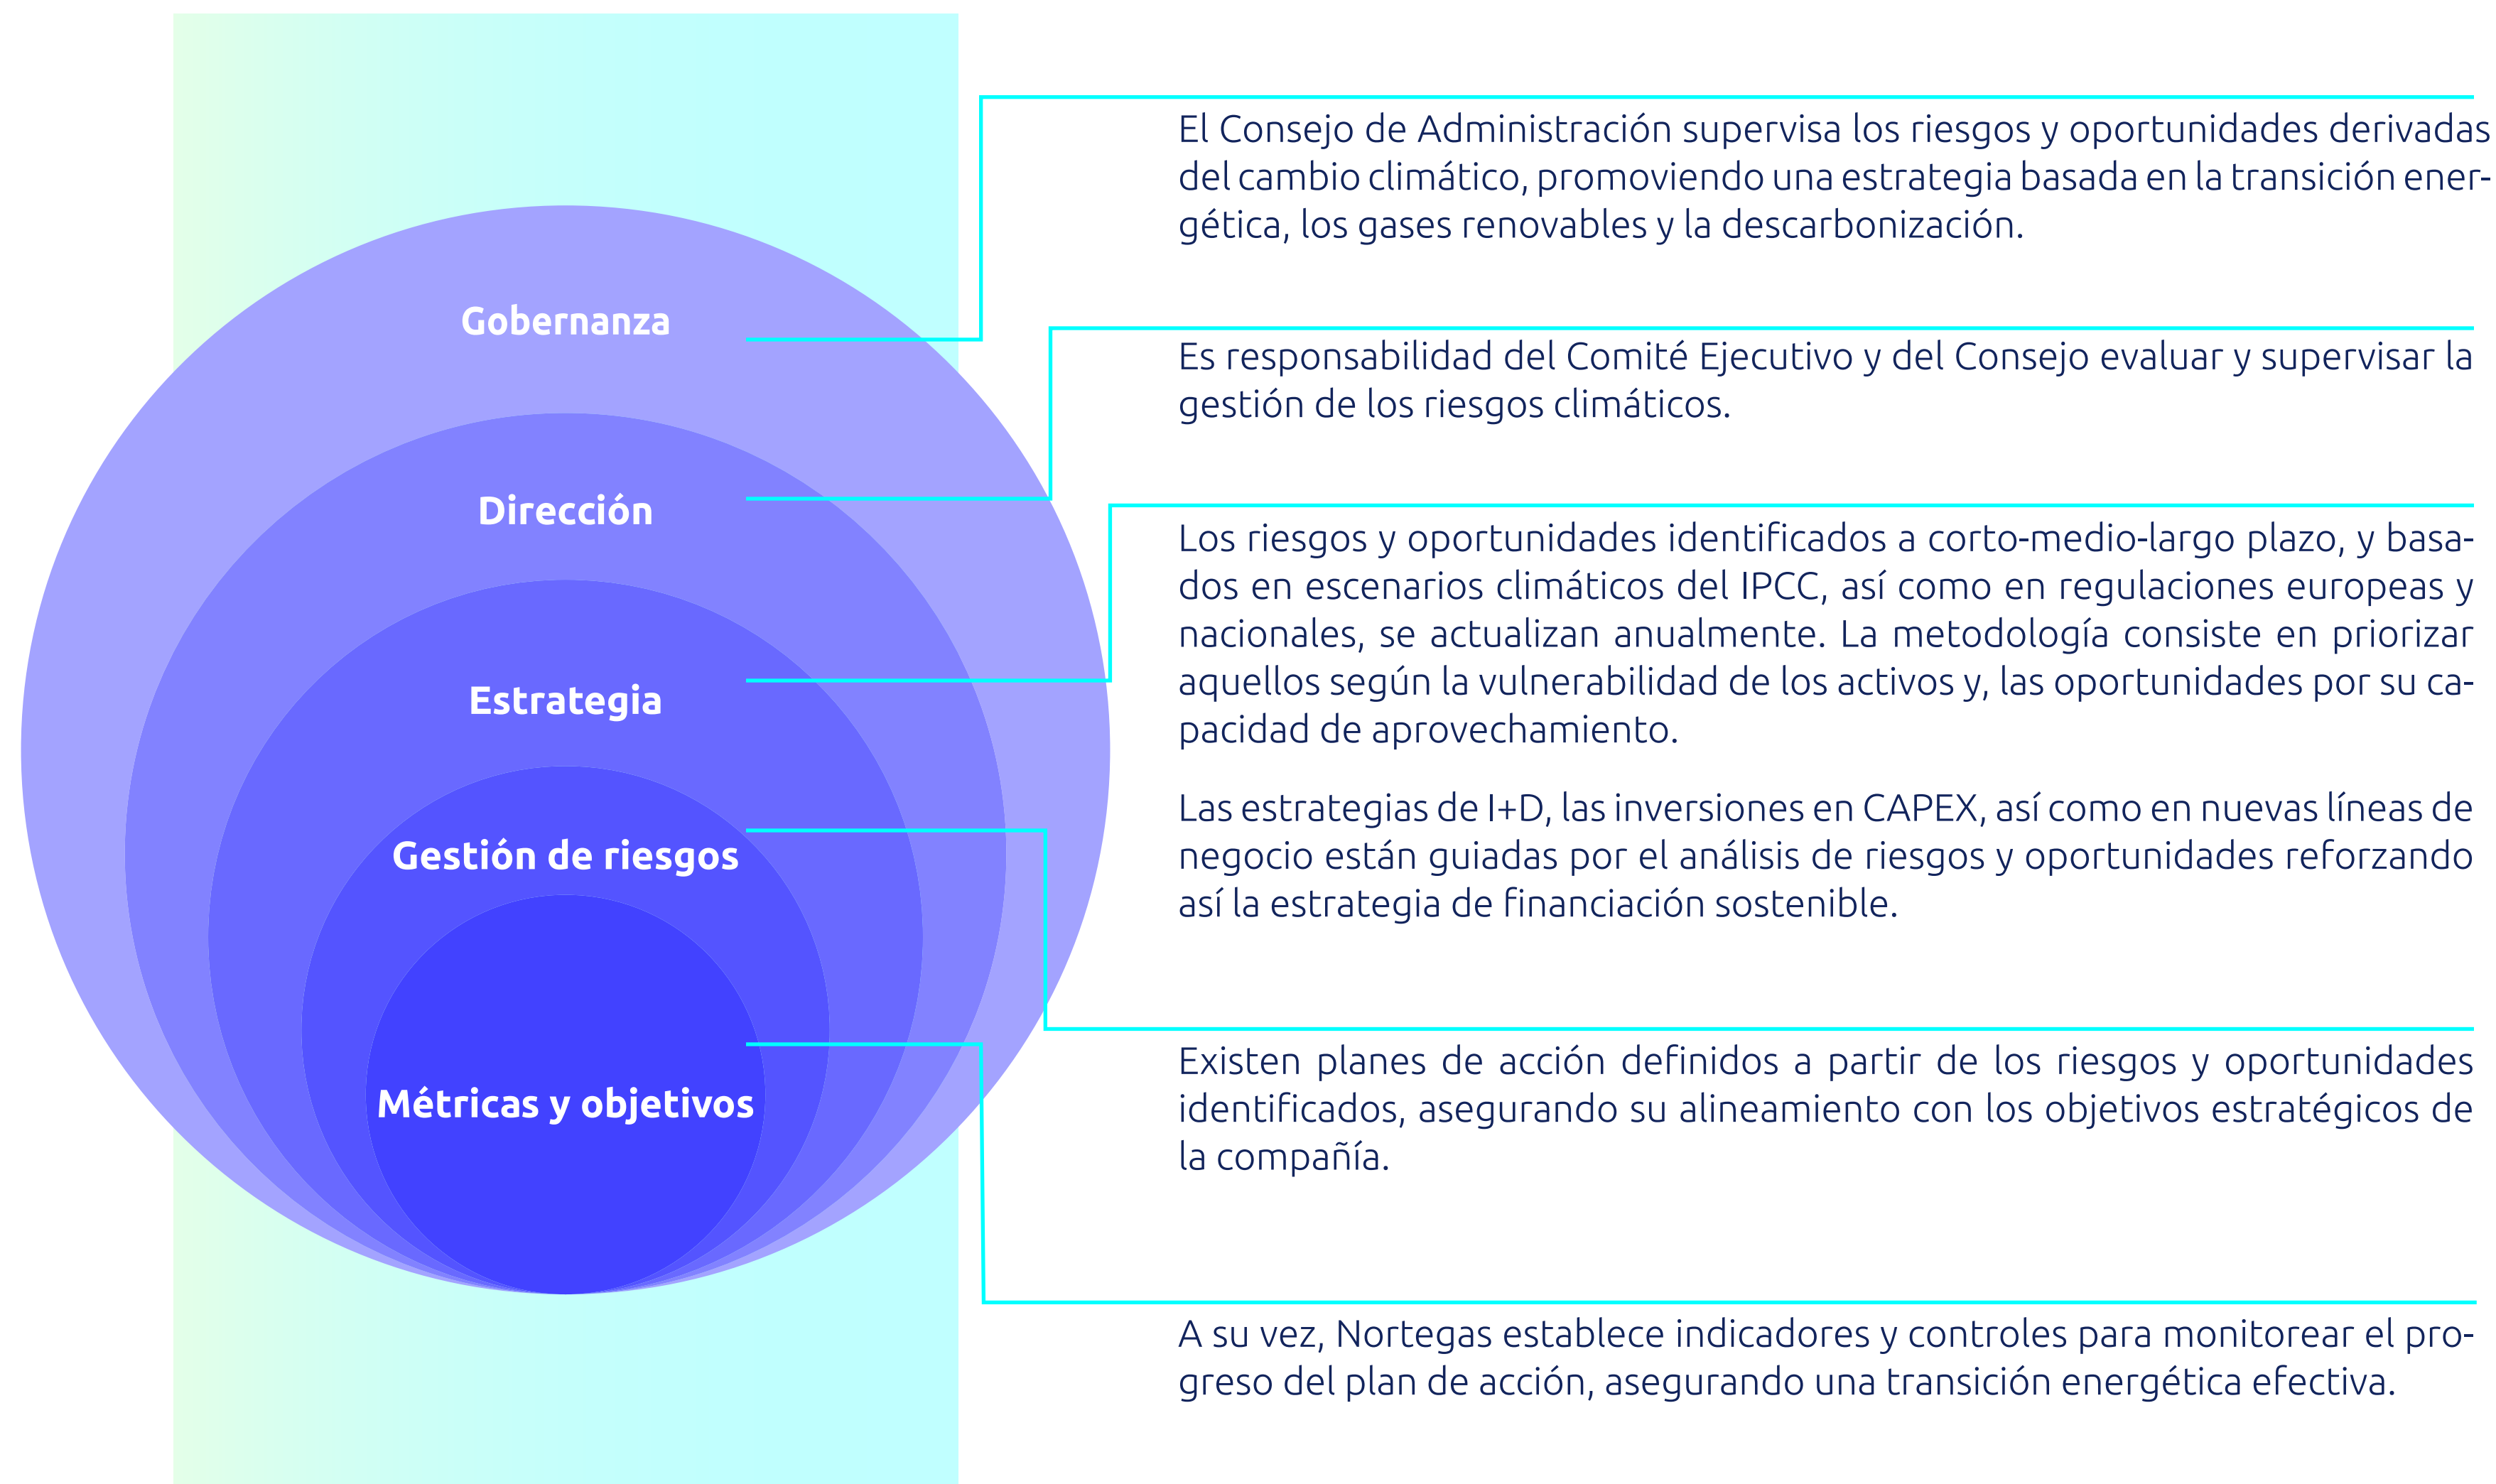 Gobernanza
El Consejo de Administración supervisa los riesgos y oportunidades derivadas
del cambio climático, promoviendo una estrategia basada en la transición ener-
gética, los gases renovables y la descarbonización.
Dirección
Es responsabilidad del Comité Ejecutivo y del Consejo evaluar y supervisar la
gestión de los riesgos climáticos.
Estrategia
Los riesgos y oportunidades identificados a corto-medio-largo plazo, y basa-
dos en escenarios climáticos del IPCC, así como en regulaciones europeas y
nacionales, se actualizan anualmente. La metodología consiste en priorizar
aquellos según la vulnerabilidad de los activos y, las oportunidades por su ca-
pacidad de aprovechamiento.
Las estrategias de I+D, las inversiones en CAPEX, así como en nuevas líneas de
negocio están guiadas por el análisis de riesgos y oportunidades reforzando
así la estrategia de financiación sostenible.
Gestión de riesgos
Existen planes de acción definidos a partir de los riesgos y oportunidades
identificados, asegurando su alineamiento con los objetivos estratégicos de
la compañía.
Métricas y objetivos
A su vez, Nortegas establece indicadores y controles para monitorear el pro-
greso del plan de acción, asegurando una transición energética efectiva.